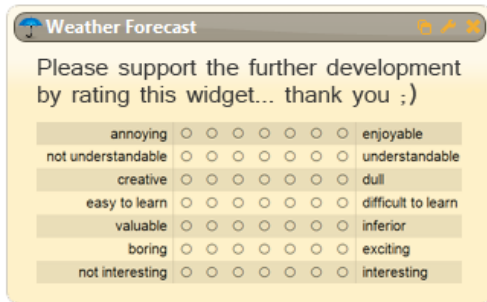 Weather Forecast
Please support the further development
by rating this widget... thank you ;)
annoying enjoyable
not understandable understandable
creative dull
easy to learn difficult to learn
valuable inferior
boring exciting
not interesting interesting